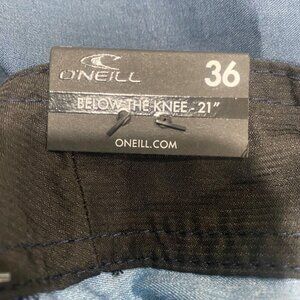 O'NEILL
36
BELOW THE KNEE - 21"
ONEILL.COM